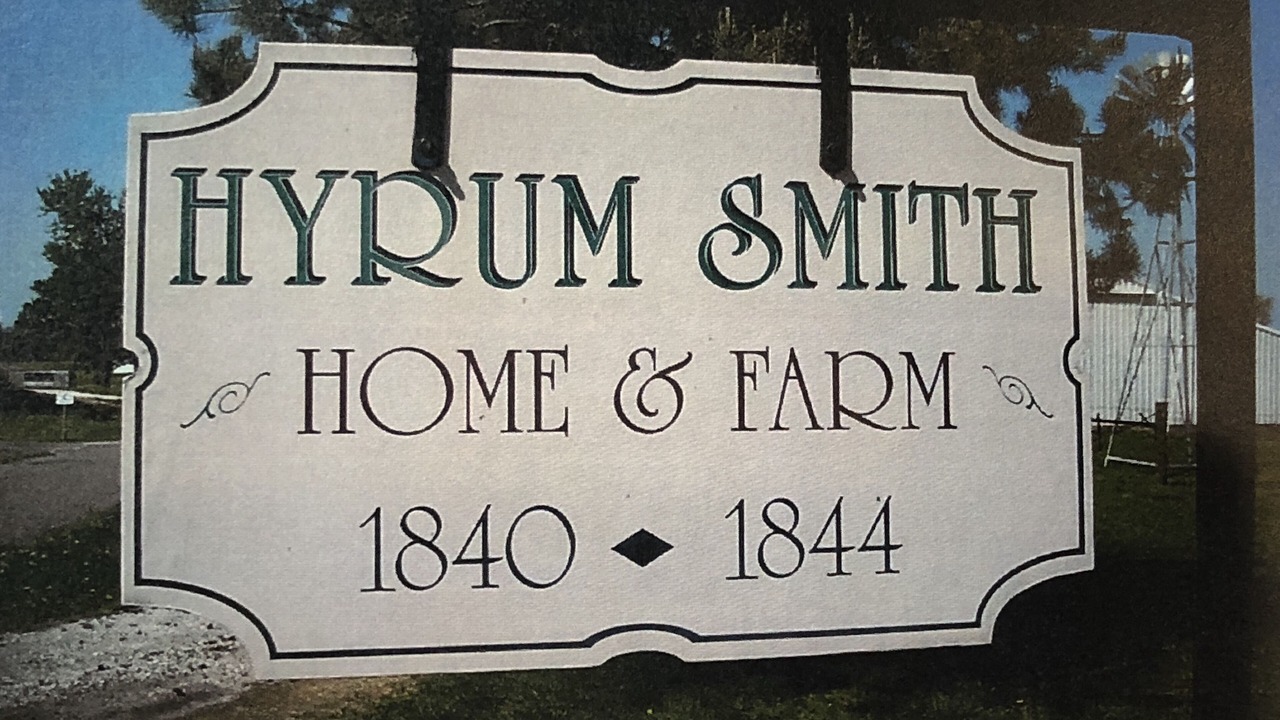 HYRUM SMITH
HOME & FARM
1840 ♦ 1844